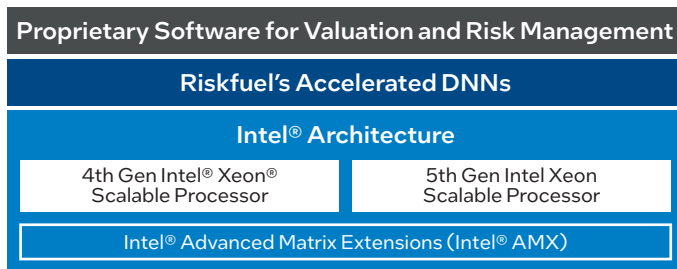 Proprietary Software for Valuation and Risk Management
Riskfuel’s Accelerated DNNs
Intel® Architecture
4th Gen Intel® Xeon®
Scalable Processor
5th Gen Intel Xeon
Scalable Processor
Intel® Advanced Matrix Extensions (Intel® AMX)